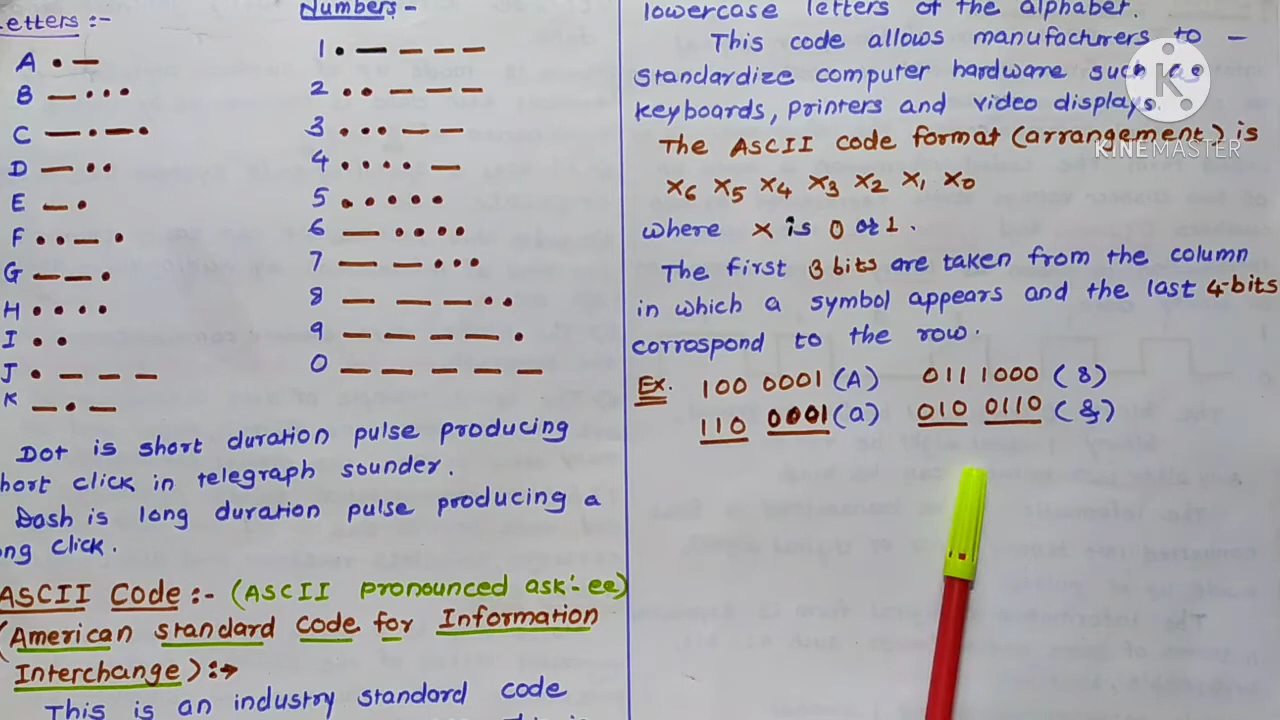 Letters :-
A • —
B — • • •
C — • — •
D — • •
E — •
F • • — •
G — — •
H • • • •
I • •
J • — — —
K — • —
Numbers -
1 • — — — —
2 • • — — —
3 • • • — —
4 • • • • —
5 • • • • •
6 — • • • •
7 — — • • •
8 — — — — • •
9 — — — — •
0 — — — — —
Dot is short duration pulse producing
hort click in telegraph sounder.
Dash is long duration pulse producing a
ong click.
ASCII Code :- (ASCII pronounced ask'-ee)
(American standard code for Information
Interchange) :→
This is an industry standard code
lowercase letters of the alphabet.
This code allows manufacturers to -
standardize computer hardware such as
keyboards, printers and video displays.
The ASCII code format (arrangement) is
X6 X5 X4 X3 X2 X1 X0
where X is 0 or 1.
The first 3 bits are taken from the column
in which a symbol appears and the last 4-bits
corrospond to the row.
Ex. 100 0001 (A) 011 1000 (8)
110 0001 (a) 010 0110 (&)
K
KINEMASTER